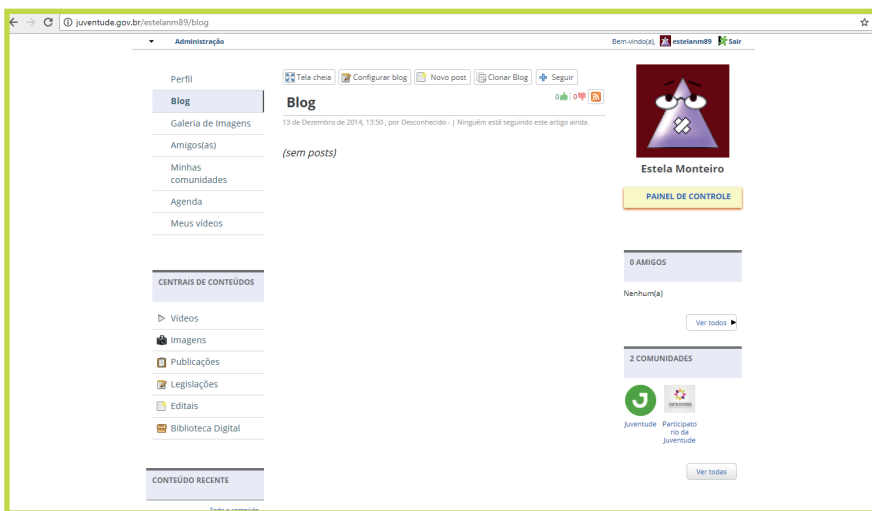 juventude.gov.br/estelanm89/blog
Administração
Bem-vindo(a), estelanm89 Sair
Perfil
Blog
Galeria de Imagens
Amigos(as)
Minhas
comunidades
Agenda
Meus vídeos
CENTRAIS DE CONTEÚDOS
Vídeos
Imagens
Publicações
Legislações
Editais
Biblioteca Digital
CONTEÚDO RECENTE
Todo o conteúdo
Tela cheia Configurar blog Novo post Clonar Blog Seguir
0 0
Blog
13 de Dezembro de 2014, 13:50 , por Desconhecido - | Ninguém está seguindo este artigo ainda.
(sem posts)
Estela Monteiro
PAINEL DE CONTROLE
0 AMIGOS
Nenhum(a)
Ver todos
2 COMUNIDADES
J
Juventude
Participato
rio da
Juventude
Ver todas